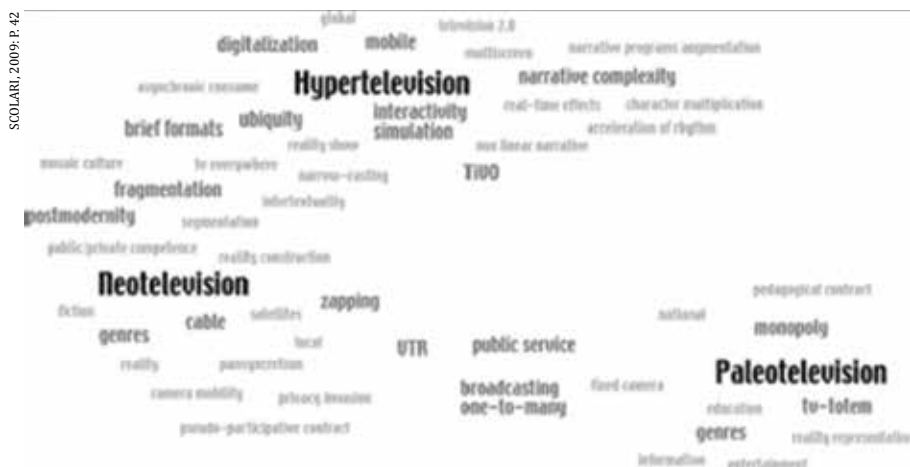 SCOLARI, 2009: P. 42
global
television 2.0
digitalization
mobile
multiscreen
narrative programs augmentation
Hypertelevision
narrative complexity
asynchronic consume
real-time effects
character multiplication
interactivity
simulation
ubiquity
brief formats
acceleration of rhythm
reality show
non linear narrative
mosaic culture
be everywhere
narrow-casting
TiVO
fragmentation
intertextuality
postmodernity
segmentation
public/private competence
reality construction
Neotelevision
zapping
pedagogical contract
fiction
satellites
national
cable
monopoly
genres
local
VTR
public service
reality
Paleotelevision
camera mobility
privacy invasion
broadcasting
one-to-many
fixed camera
education
tv-totem
pseudo-participative contract
genres
reality representation
information
entertainment